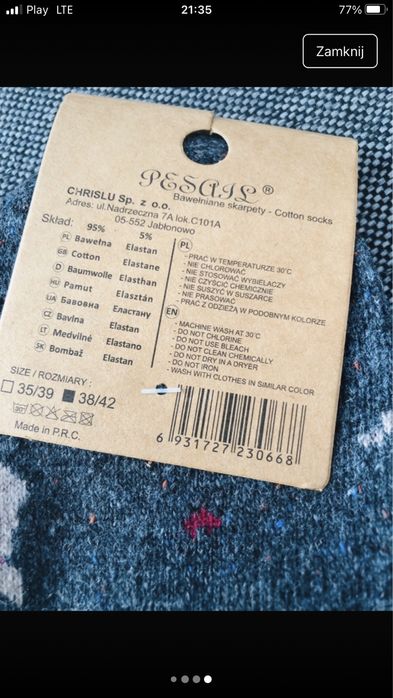 Play LTE
21:35
77%
Zamknij
PESAIL®
Bawełniane skarpety - Cotton socks
CHRISLU Sp. z o.o.
Adres: ul.Nadrzeczna 7A lok.C101A
05-552 Jabłonowo
Skład:
95% 5%
PL Bawełna Elastan
GB Cotton Elastane
D Baumwolle Elasthan
HU Pamut Elasztán
UA Бавовна Еластану
CZ Bavlna Elastan
LT Medvilné Elastano
SK Bombaž Elastan
PL
- PRAĆ W TEMPERATURZE 30°C
- NIE CHLOROWAĆ
- NIE STOSOWAĆ WYBIELACZY
- NIE CZYŚCIĆ CHEMICZNIE
- NIE SUSZYĆ W SUSZARCE
- NIE PRASOWAĆ
- PRAĆ Z ODZIEŻĄ W PODOBNYM KOLORZE
EN
- MACHINE WASH AT 30°C
- DO NOT CHLORINE
- DO NOT USE BLEACH
- DO NOT CLEAN CHEMICALLY
- DO NOT DRY IN A DRYER
- DO NOT IRON
- WASH WITH CLOTHES IN SIMILAR COLOR
SIZE / ROZMIARY :
35/39 38/42
Made in P.R.C.
6 931727 230668